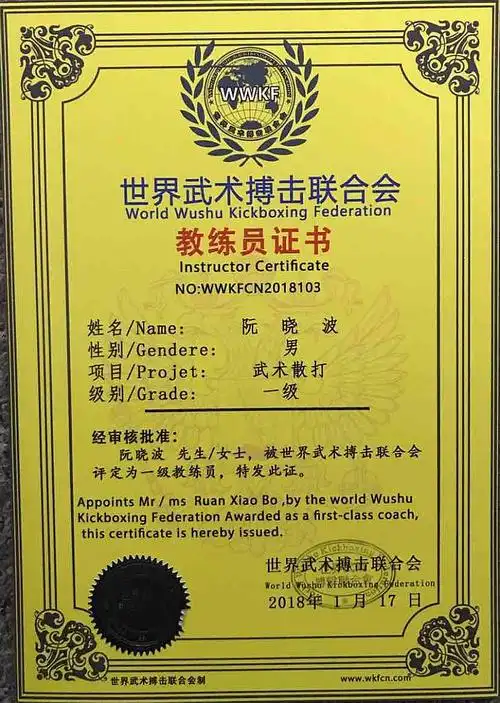 WWKF
世界武术搏击联合会
World Wushu Kickboxing Federation
教练员证书
Instructor Certificate
NO:WWKFCN2018103
姓名/Name: 阮晓波
性别/Gendere: 男
项目/Projet: 武术散打
级别/Grade: 一级
经审核批准:
阮晓波 先生/女士,被世界武术搏击联合会
评定为一级教练员,特发此证。
Appoints Mr / ms Ruan Xiao Bo ,by the world Wushu
Kickboxing Federation Awarded as a first-class coach,
this certificate is hereby issued.
世界武术搏击联合会
World Wushu Kickboxing Federation
2018年 1 月 17 日
世界武术搏击联合会制
www.wkfcn.com